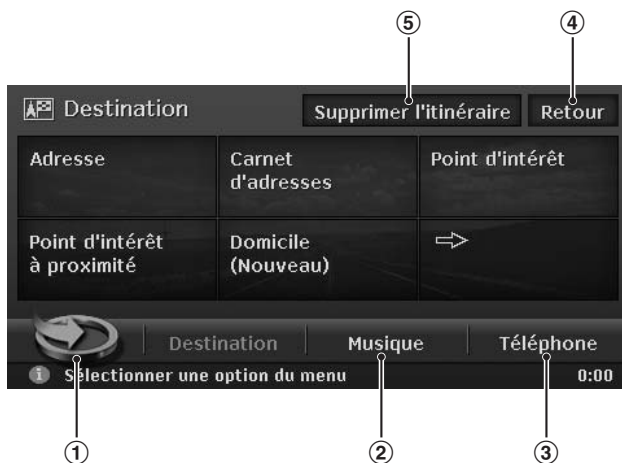 ⑤ ④
Destination Supprimer l'itinéraire Retour
Adresse
Carnet
d'adresses
Point d'intérêt
Point d'intérêt
à proximité
Domicile
(Nouveau)
Destination Musique Téléphone
Sélectionner une option du menu 0:00
① ② ③